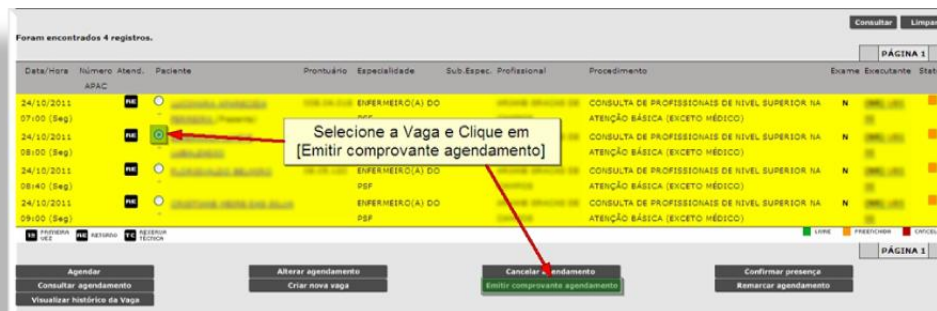 Consultar Limpar
Foram encontrados 4 registros.
PÁGINA 1
Data/Hora Número APAC Atend. Paciente Prontuário Especialidade Sub.Espec. Profissional Procedimento Exame Executante Stat
24/10/2011 RE ENFERMEIRO(A) DO CONSULTA DE PROFISSIONAIS DE NIVEL SUPERIOR NA N
07:00 (Seg) PSF ATENÇÃO BÁSICA (EXCETO MÉDICO)
24/10/2011 RE CONSULTA DE PROFISSIONAIS DE NIVEL SUPERIOR NA N
08:00 (Seg) ATENÇÃO BÁSICA (EXCETO MÉDICO)
Selecione a Vaga e Clique em
[Emitir comprovante agendamento]
24/10/2011 RE ENFERMEIRO(A) DO CONSULTA DE PROFISSIONAIS DE NIVEL SUPERIOR NA N
08:40 (Seg) PSF ATENÇÃO BÁSICA (EXCETO MÉDICO)
24/10/2011 RE ENFERMEIRO(A) DO CONSULTA DE PROFISSIONAIS DE NIVEL SUPERIOR NA N
09:00 (Seg) PSF ATENÇÃO BÁSICA (EXCETO MÉDICO)
PRIMEIRA VEZ RE RETORNO TC RESERVA TÉCNICA LIVRE PREENCHIDA CANCEL
PÁGINA 1
Agendar Alterar agendamento Cancelar agendamento Confirmar presença
Consultar agendamento Criar nova vaga Emitir comprovante agendamento Remarcar agendamento
Visualizar histórico da Vaga